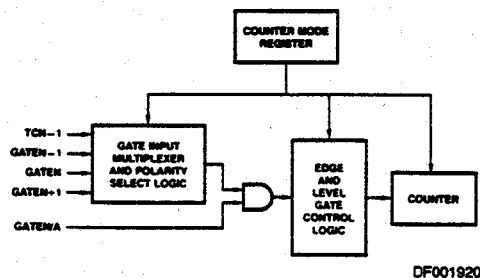 COUNTER MODE
REGISTER
TCN-1
GATEN-1
GATEN
GATEN+1
GATE INPUT
MULTIPLEXER
AND POLARITY
SELECT LOGIC
GATEN/A
EDGE
AND
LEVEL
GATE
CONTROL
LOGIC
COUNTER
DF001920